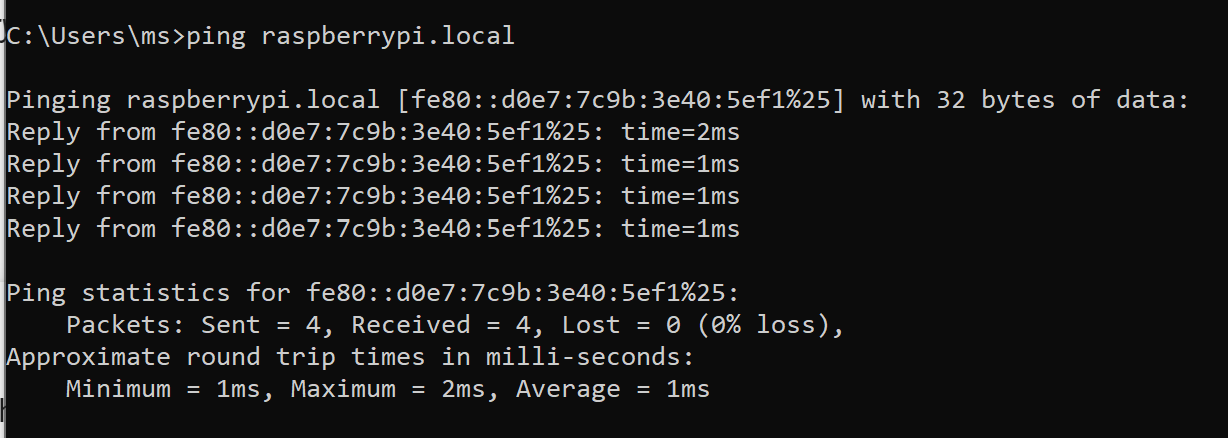 C:\Users\ms>ping raspberrypi.local
Pinging raspberrypi.local [fe80::d0e7:7c9b:3e40:5ef1%25] with 32 bytes of data:
Reply from fe80::d0e7:7c9b:3e40:5ef1%25: time=2ms
Reply from fe80::d0e7:7c9b:3e40:5ef1%25: time=1ms
Reply from fe80::d0e7:7c9b:3e40:5ef1%25: time=1ms
Reply from fe80::d0e7:7c9b:3e40:5ef1%25: time=1ms
Ping statistics for fe80::d0e7:7c9b:3e40:5ef1%25:
    Packets: Sent = 4, Received = 4, Lost = 0 (0% loss),
Approximate round trip times in milli-seconds:
    Minimum = 1ms, Maximum = 2ms, Average = 1ms